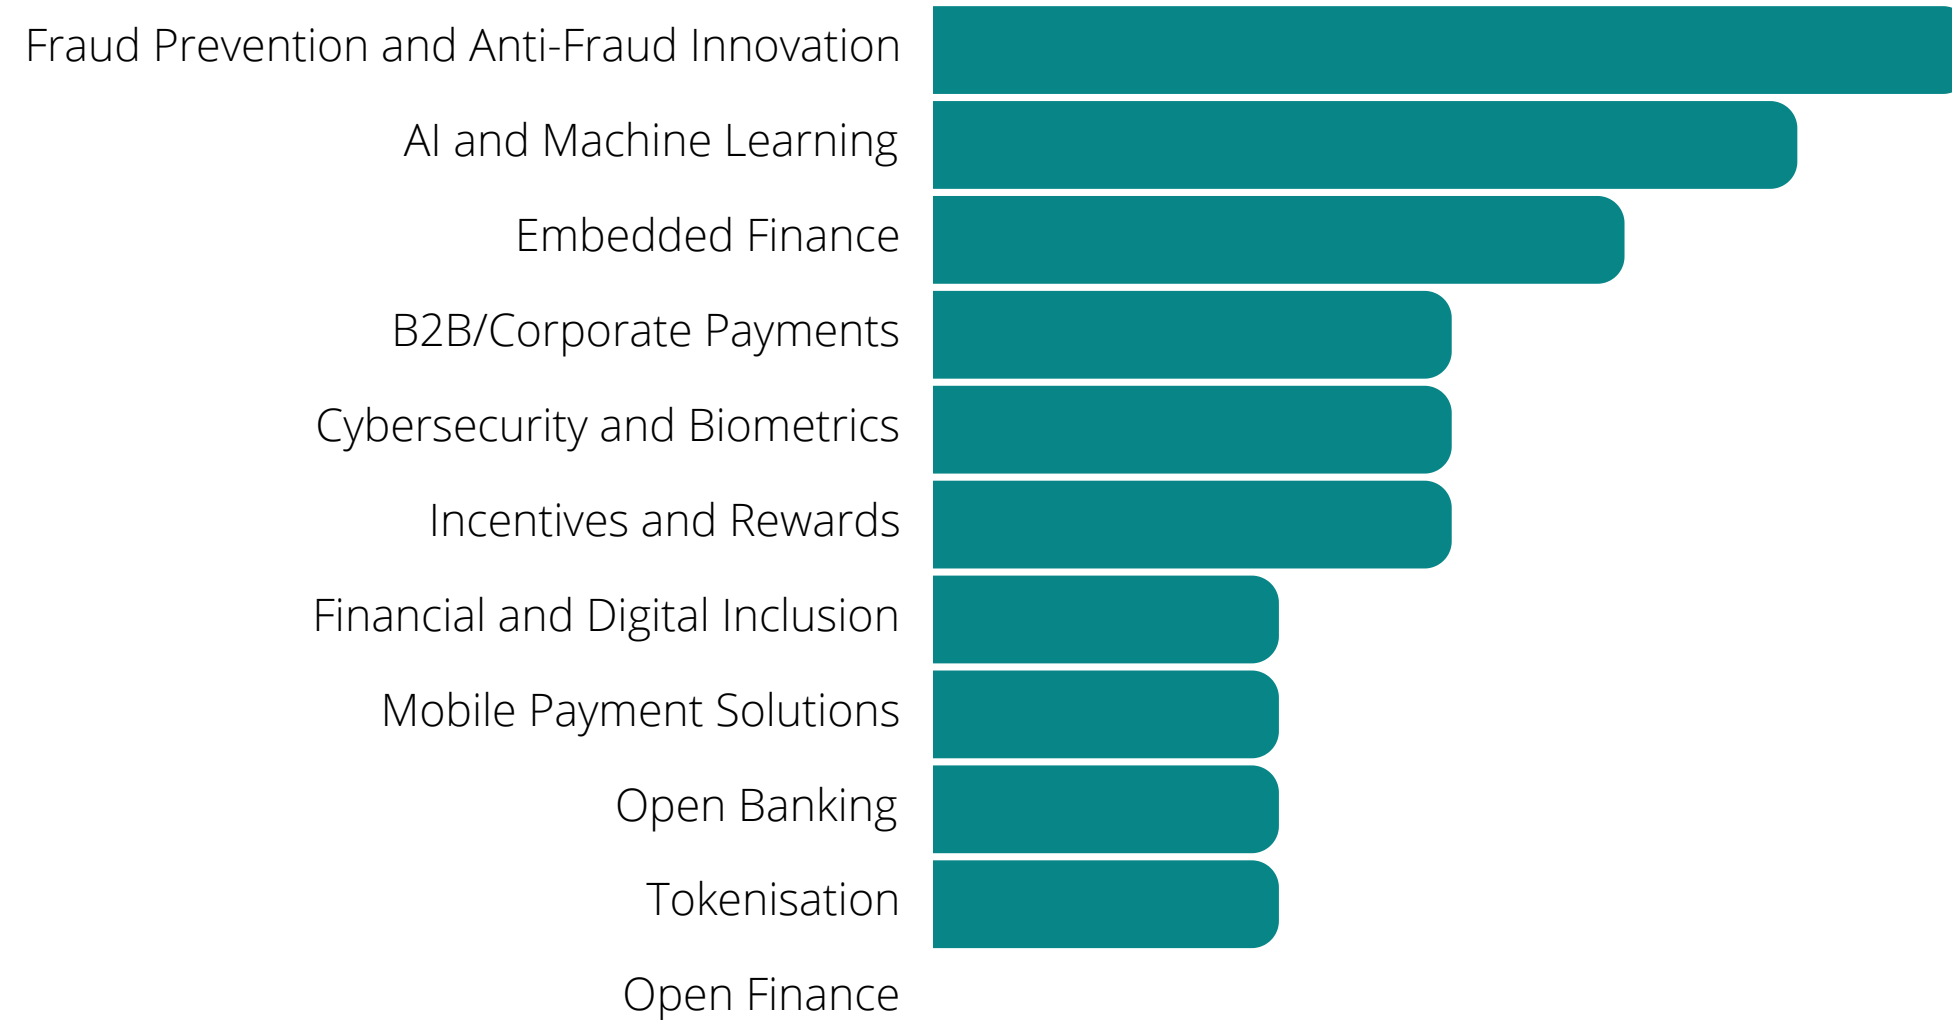 Fraud Prevention and Anti-Fraud Innovation
AI and Machine Learning
Embedded Finance
B2B/Corporate Payments
Cybersecurity and Biometrics
Incentives and Rewards
Financial and Digital Inclusion
Mobile Payment Solutions
Open Banking
Tokenisation
Open Finance